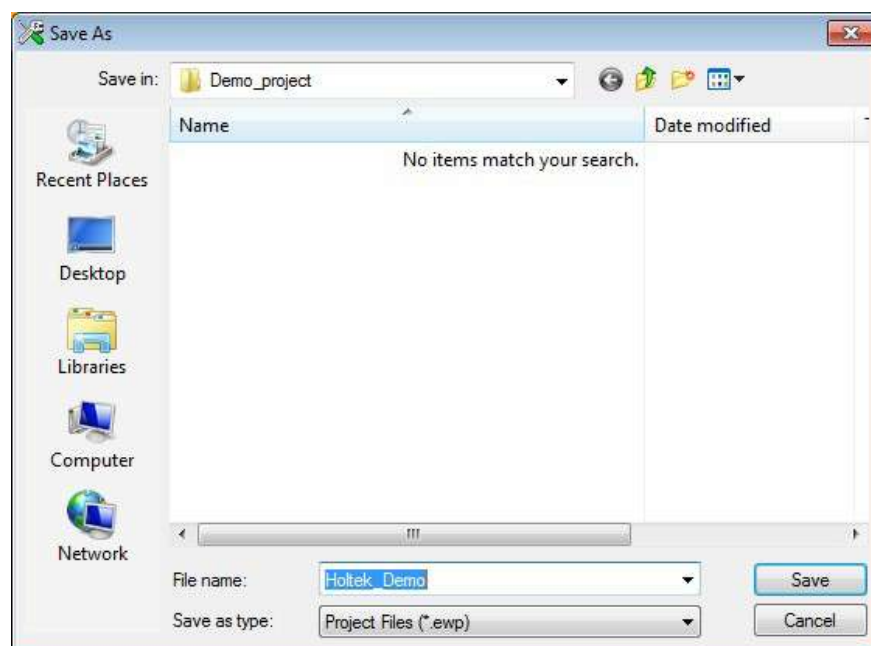 Save As
Save in:
Demo_project
Name
Date modified
No items match your search.
Recent Places
Desktop
Libraries
Computer
Network
File name:
Holtek_Demo
Save
Save as type:
Project Files (*.ewp)
Cancel